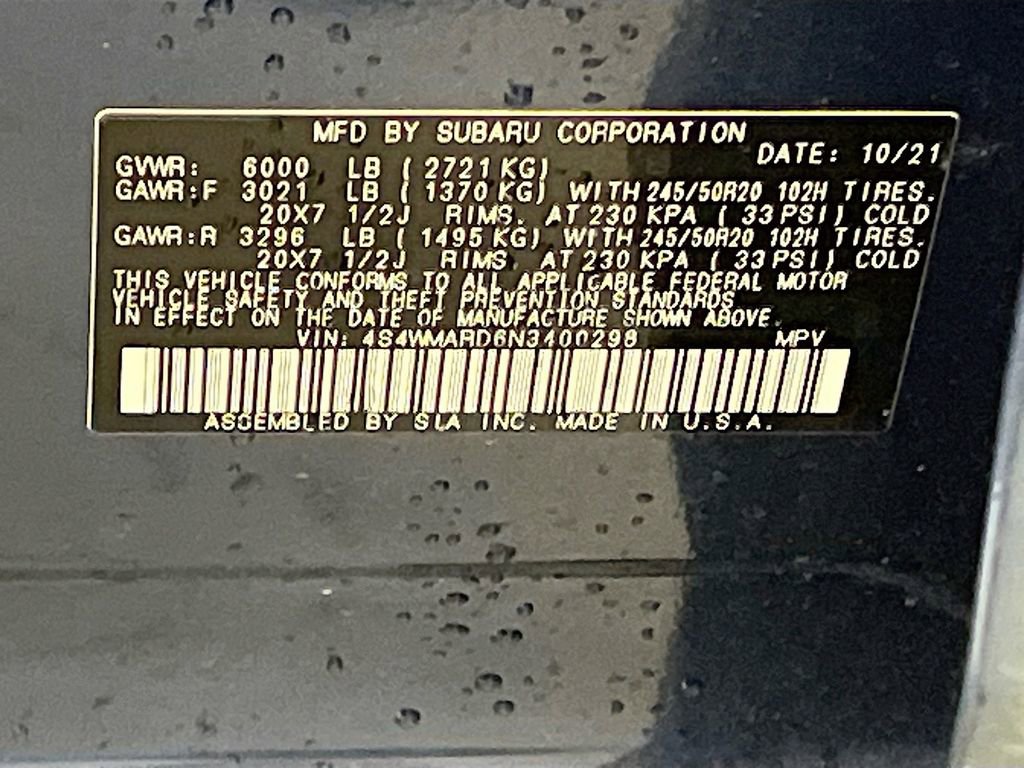 MFD BY SUBARU CORPORATION
DATE: 10/21
GVWR: 6000 LB ( 2721 KG)
GAWR:F 3021 LB ( 1370 KG) WITH 245/50R20 102H TIRES.
20X7 1/2J RIMS. AT 230 KPA ( 33 PSI) COLD
GAWR:R 3296 LB ( 1495 KG) WITH 245/50R20 102H TIRES.
20X7 1/2J RIMS. AT 230 KPA ( 33 PSI) COLD
THIS VEHICLE CONFORMS TO ALL APPLICABLE FEDERAL MOTOR
VEHICLE SAFETY AND THEFT PREVENTION STANDARDS
IN EFFECT ON THE DATE OF MANUFACTURE SHOWN ABOVE.
VIN: 4S4WMARD6N3400298 MPV
ASSEMBLED BY SIA INC. MADE IN U.S.A.